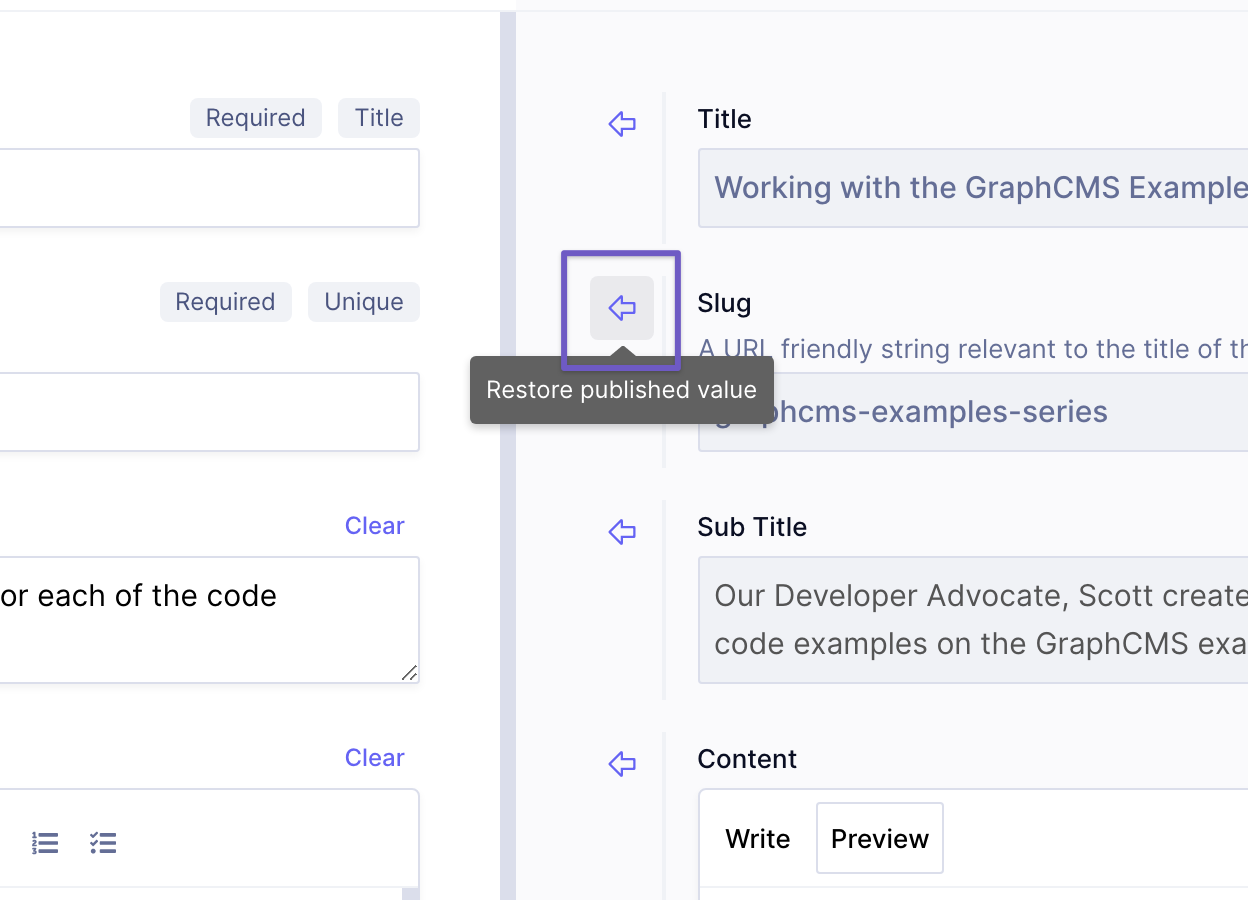 Required Title
Required Unique
Clear
or each of the code
Clear
Title
Working with the GraphCMS Example
Slug
A URL friendly string relevant to the title of th
Restore published value
graphcms-examples-series
Sub Title
Our Developer Advocate, Scott create
code examples on the GraphCMS exa
Content
Write Preview